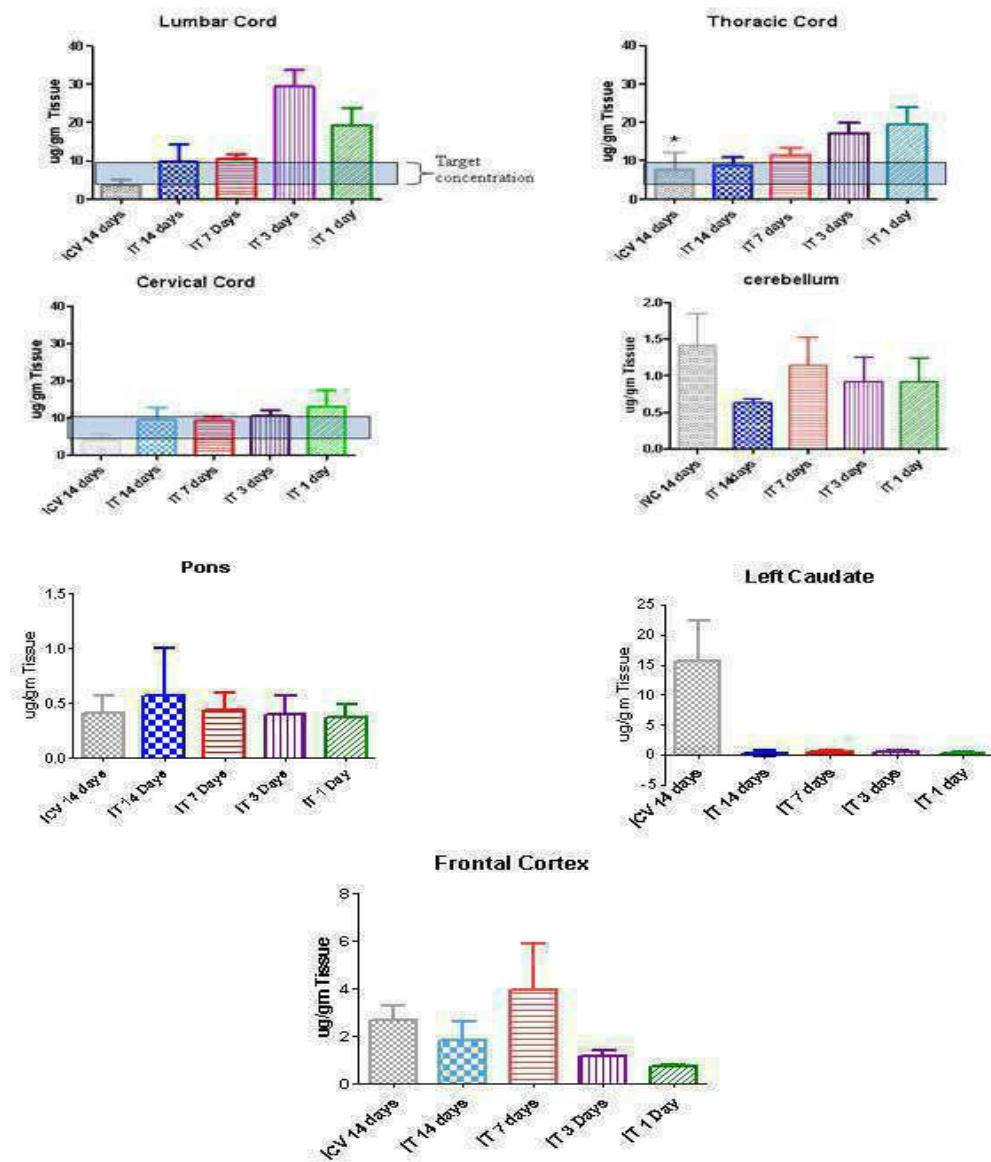 Lumbar Cord
ug/gm Tissue
40
30
20
10
0
Target
concentration
ICV 14 days
IT 14 days
IT 7 Days
IT 3 days
IT 1 day
Thoracic Cord
ug/gm Tissue
40
30
20
10
0
*
ICV 14 days
IT 14 days
IT 7 days
IT 3 days
IT 1 day
Cervical Cord
ug/gm Tissue
40
30
20
10
0
ICV 14 days
IT 14 days
IT 7 days
IT 3 days
IT 1 day
cerebellum
ug/gm Tissue
2.0
1.5
1.0
0.5
0.0
IVC 14 days
IT 14days
IT 7 days
IT 3 days
IT 1 day
Pons
ug/gm Tissue
1.5
1.0
0.5
0.0
ICV 14 days
IT 14 Days
IT 7 Days
IT 3 Days
IT 1 Day
Left Caudate
ug/gm Tissue
25
20
15
10
5
0
-5
ICV 14 days
IT 14 days
IT 7 days
IT 3 days
IT 1 day
Frontal Cortex
ug/gm Tissue
8
6
4
2
0
ICV 14 days
IT 14 days
IT 7 days
IT 3 Days
IT 1 Day